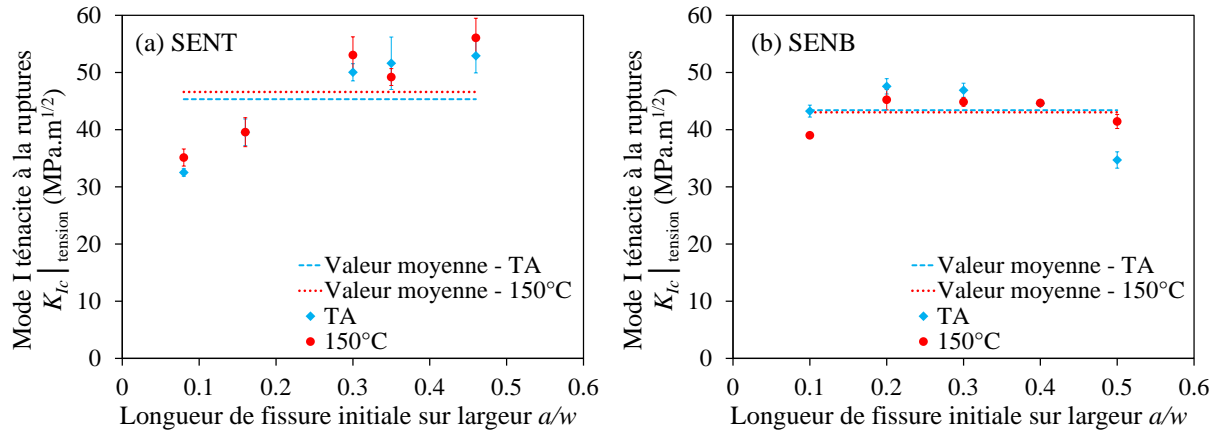 (a) SENT
Mode I ténacite à la ruptures
K_Ic |tension (MPa.m^1/2)
60
50
40
30
20
10
0
Valeur moyenne - TA
Valeur moyenne - 150°C
TA
150°C
0 0.1 0.2 0.3 0.4 0.5 0.6
Longueur de fissure initiale sur largeur a/w
(b) SENB
Mode I ténacite à la ruptures
K_Ic |tension (MPa.m^1/2)
60
50
40
30
20
10
0
Valeur moyenne - TA
Valeur moyenne - 150°C
TA
150°C
0 0.1 0.2 0.3 0.4 0.5 0.6
Longueur de fissure initiale sur largeur a/w